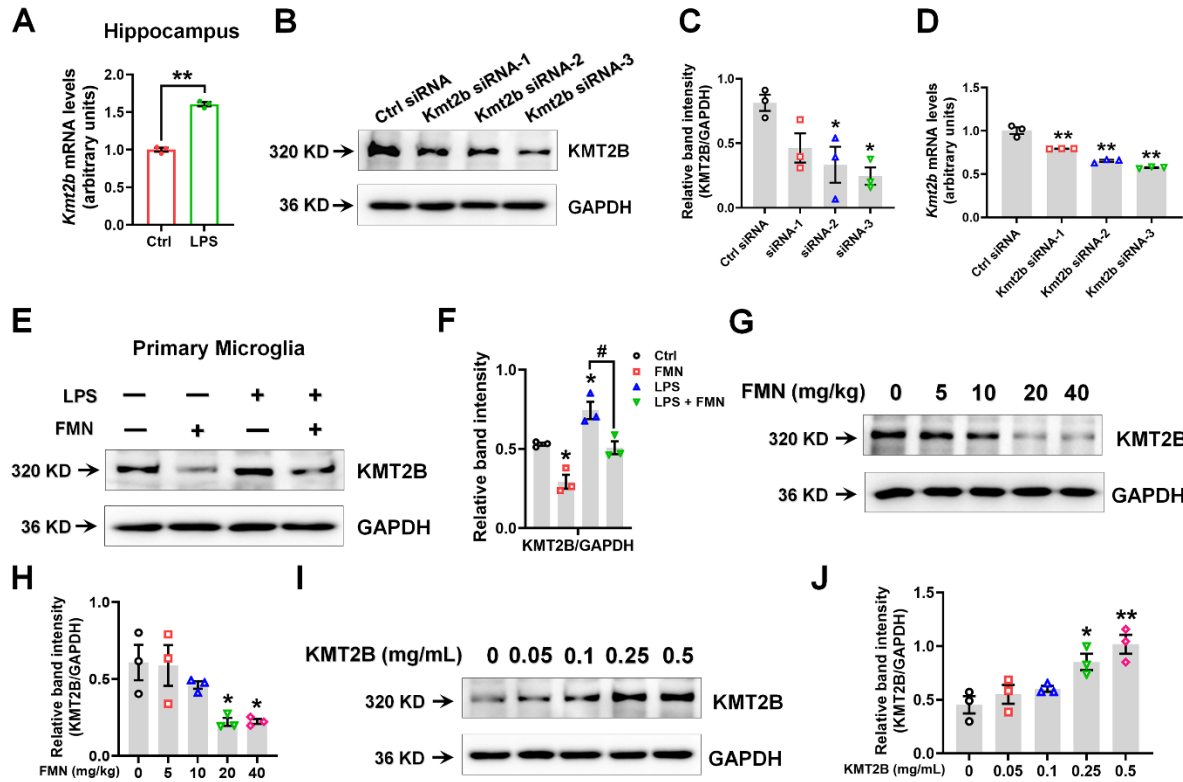 A
Hippocampus
Kmt2b mRNA levels
(arbitrary units)
2.0
1.5
1.0
0.5
0.0
**
Ctrl
LPS
B
Ctrl siRNA
Kmt2b siRNA-1
Kmt2b siRNA-2
Kmt2b siRNA-3
320 KD
KMT2B
36 KD
GAPDH
C
Relative band intensity
(KMT2B/GAPDH)
1.0
0.5
0.0
*
*
Ctrl siRNA
siRNA-1
siRNA-2
siRNA-3
D
Kmt2b mRNA levels
(arbitrary units)
1.5
1.0
0.5
0.0
**
**
**
Ctrl siRNA
Kmt2b siRNA-1
Kmt2b siRNA-2
Kmt2b siRNA-3
E
Primary Microglia
LPS — — + +
FMN — + — +
320 KD
KMT2B
36 KD
GAPDH
F
Relative band intensity
1.0
0.5
0.0
*
*
#
KMT2B/GAPDH
Ctrl
FMN
LPS
LPS + FMN
G
FMN (mg/kg) 0 5 10 20 40
320 KD
KMT2B
36 KD
GAPDH
H
Relative band intensity
(KMT2B/GAPDH)
1.0
0.5
0.0
*
*
FMN (mg/kg) 0 5 10 20 40
I
KMT2B (mg/mL) 0 0.05 0.1 0.25 0.5
320 KD
KMT2B
36 KD
GAPDH
J
Relative band intensity
(KMT2B/GAPDH)
1.5
1.0
0.5
0.0
*
**
KMT2B (mg/mL) 0 0.05 0.1 0.25 0.5